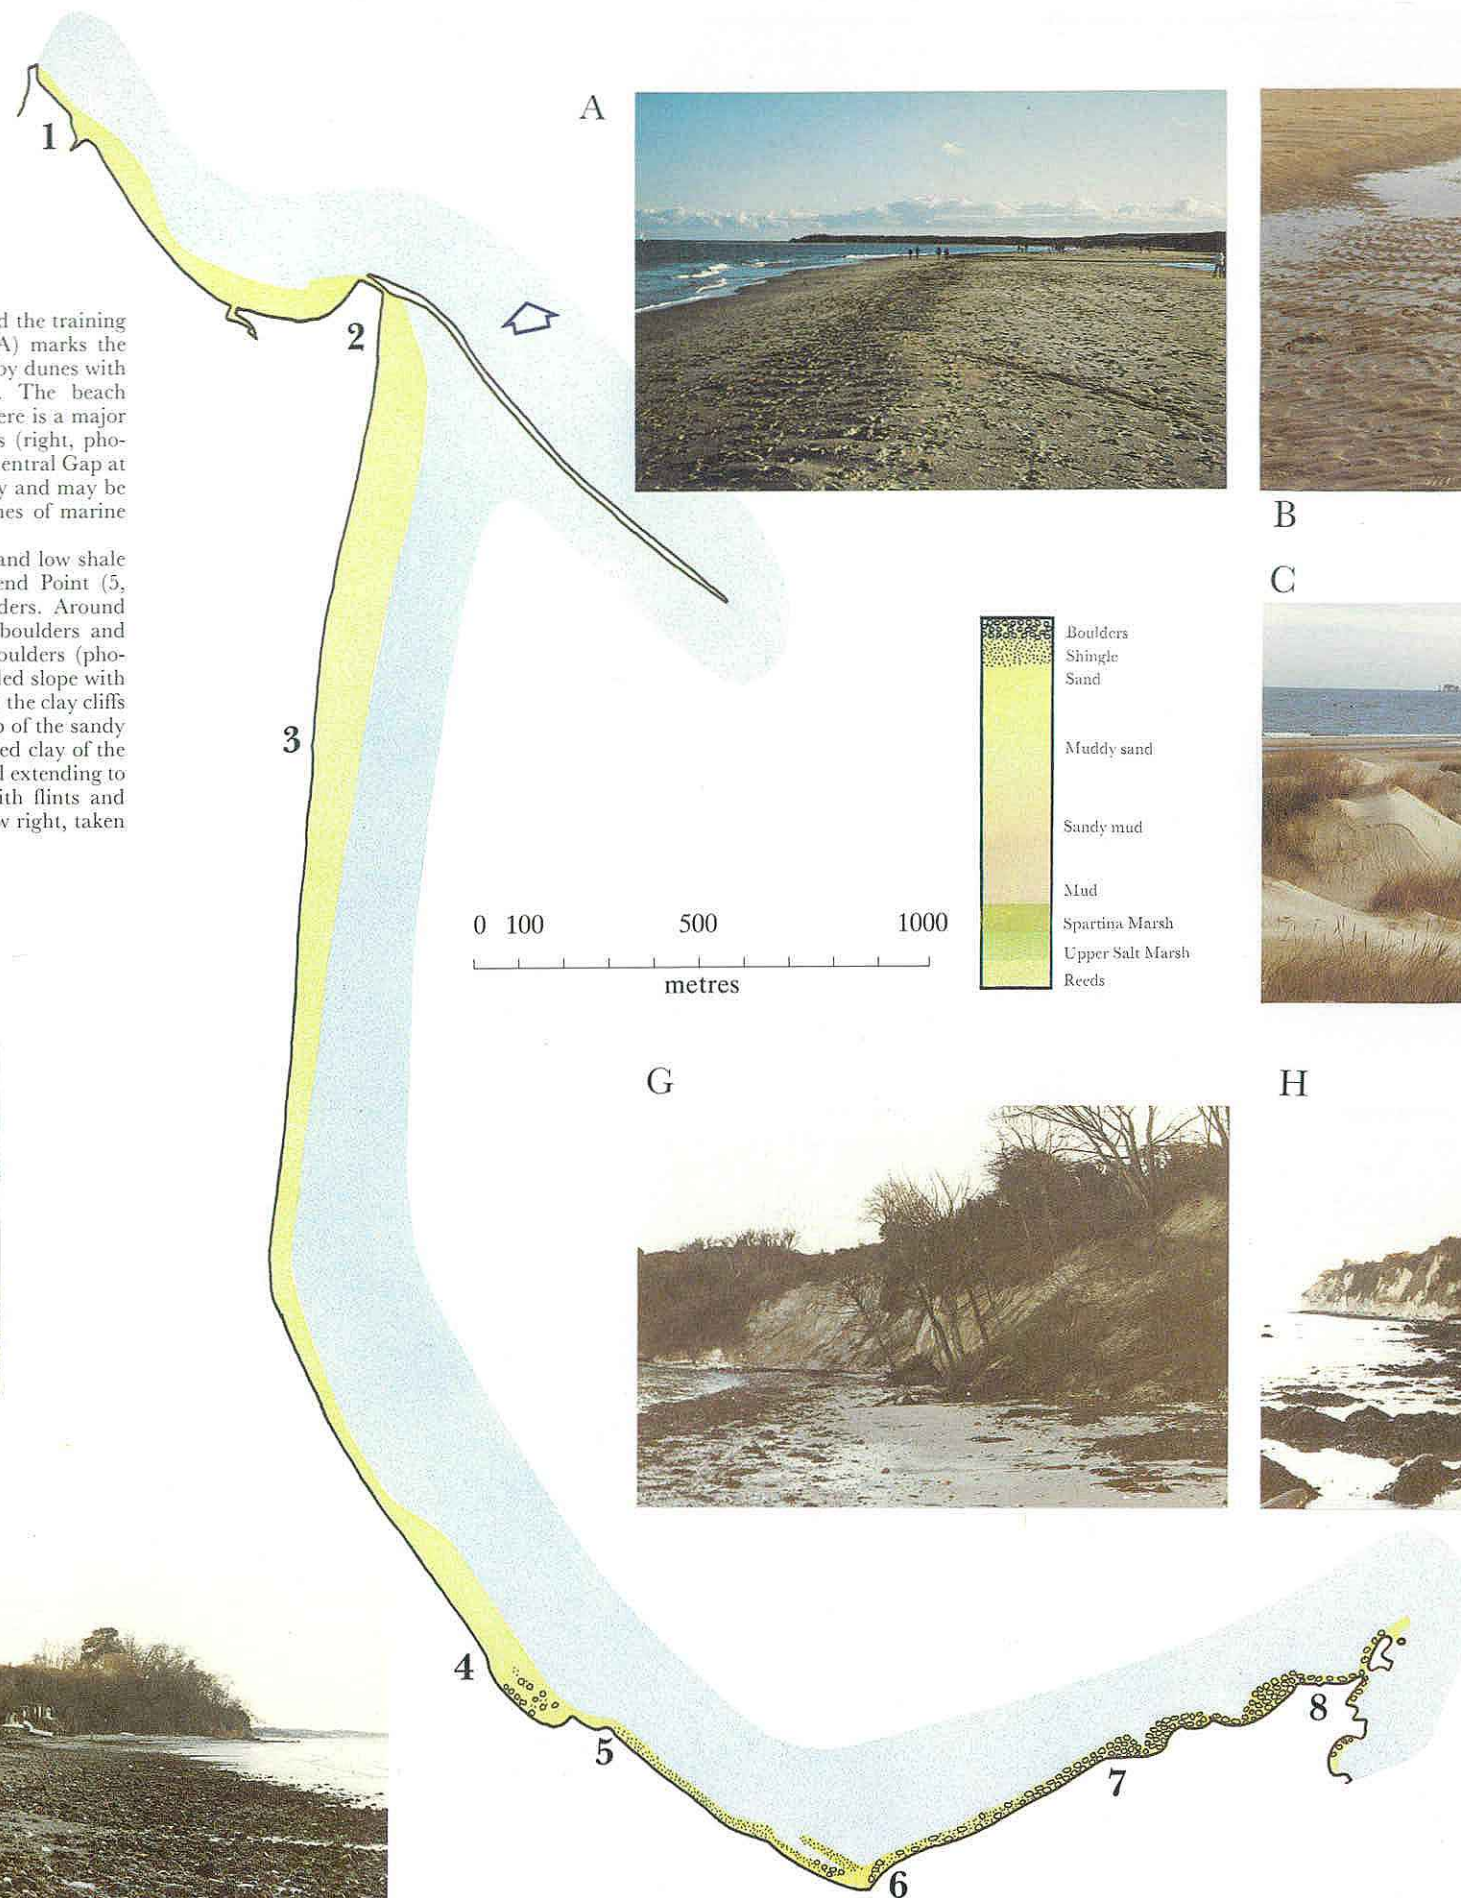 d the training
A) marks the
by dunes with
. The beach
ere is a major
s (right, pho-
entral Gap at
y and may be
nes of marine
and low shale
end Point (5,
ders. Around
boulders and
oulders (pho-
led slope with
the clay cliffs
p of the sandy
ed clay of the
d extending to
ith flints and
w right, taken
1
2
3
4
5
6
7
8
A
B
C
Boulders
Shingle
Sand
Muddy sand
Sandy mud
Mud
Spartina Marsh
Upper Salt Marsh
Reeds
0 100 500 1000
metres
G
H